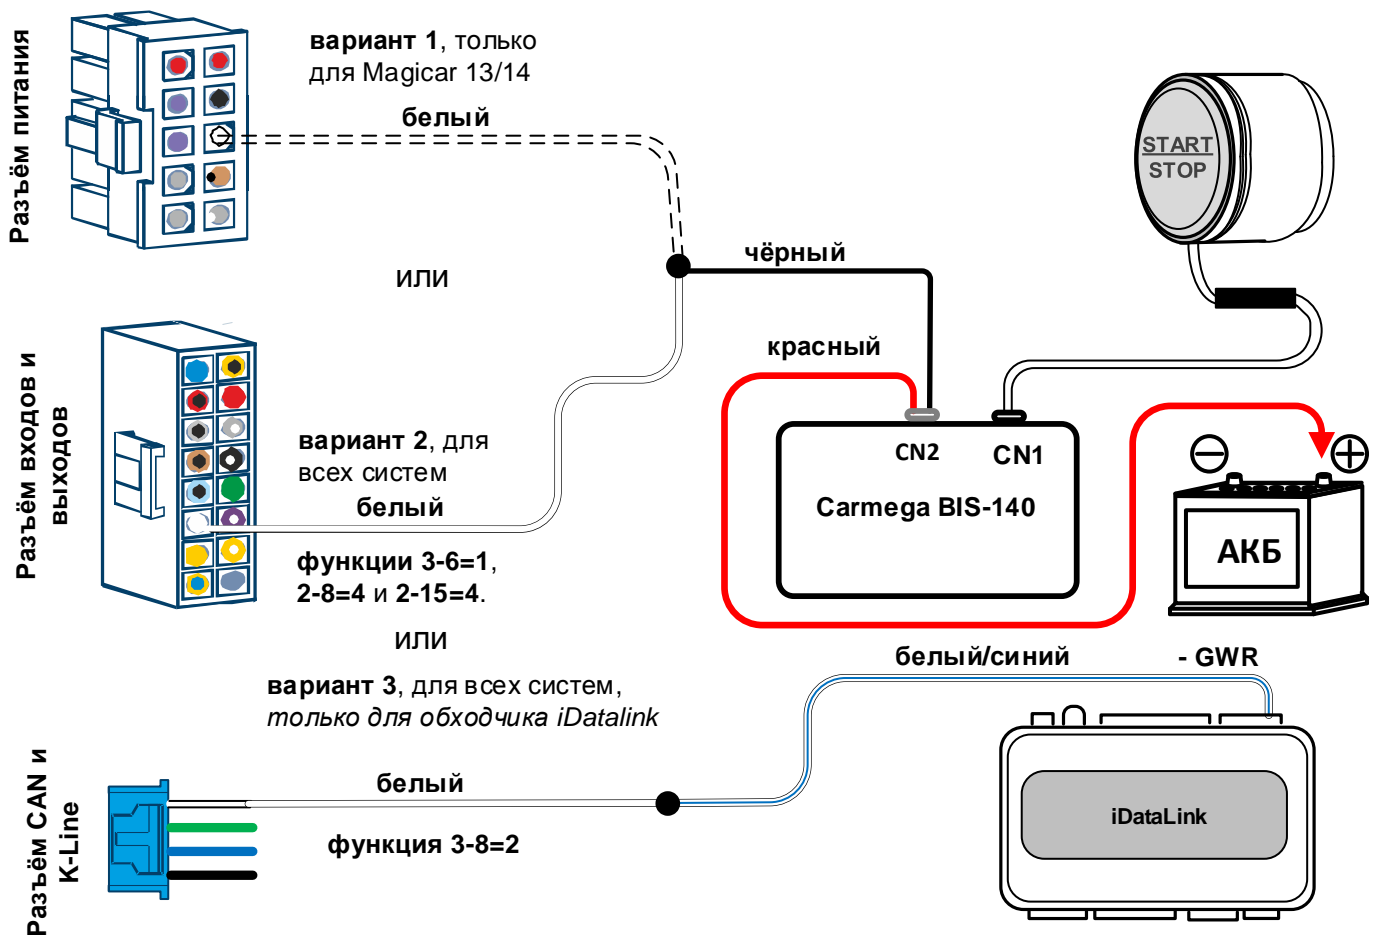 Разъём питания
вариант 1, только
для Magicar 13/14
белый
START
STOP
чёрный
или
красный
Разъём входов и
выходов
вариант 2, для
всех систем
белый
CN2
CN1
Carmega BIS-140
АКБ
функции 3-6=1,
2-8=4 и 2-15=4.
или
белый/синий
- GWR
вариант 3, для всех систем,
только для обходчика iDatalink
Разъём CAN и
K-Line
белый
функция 3-8=2
iDataLink